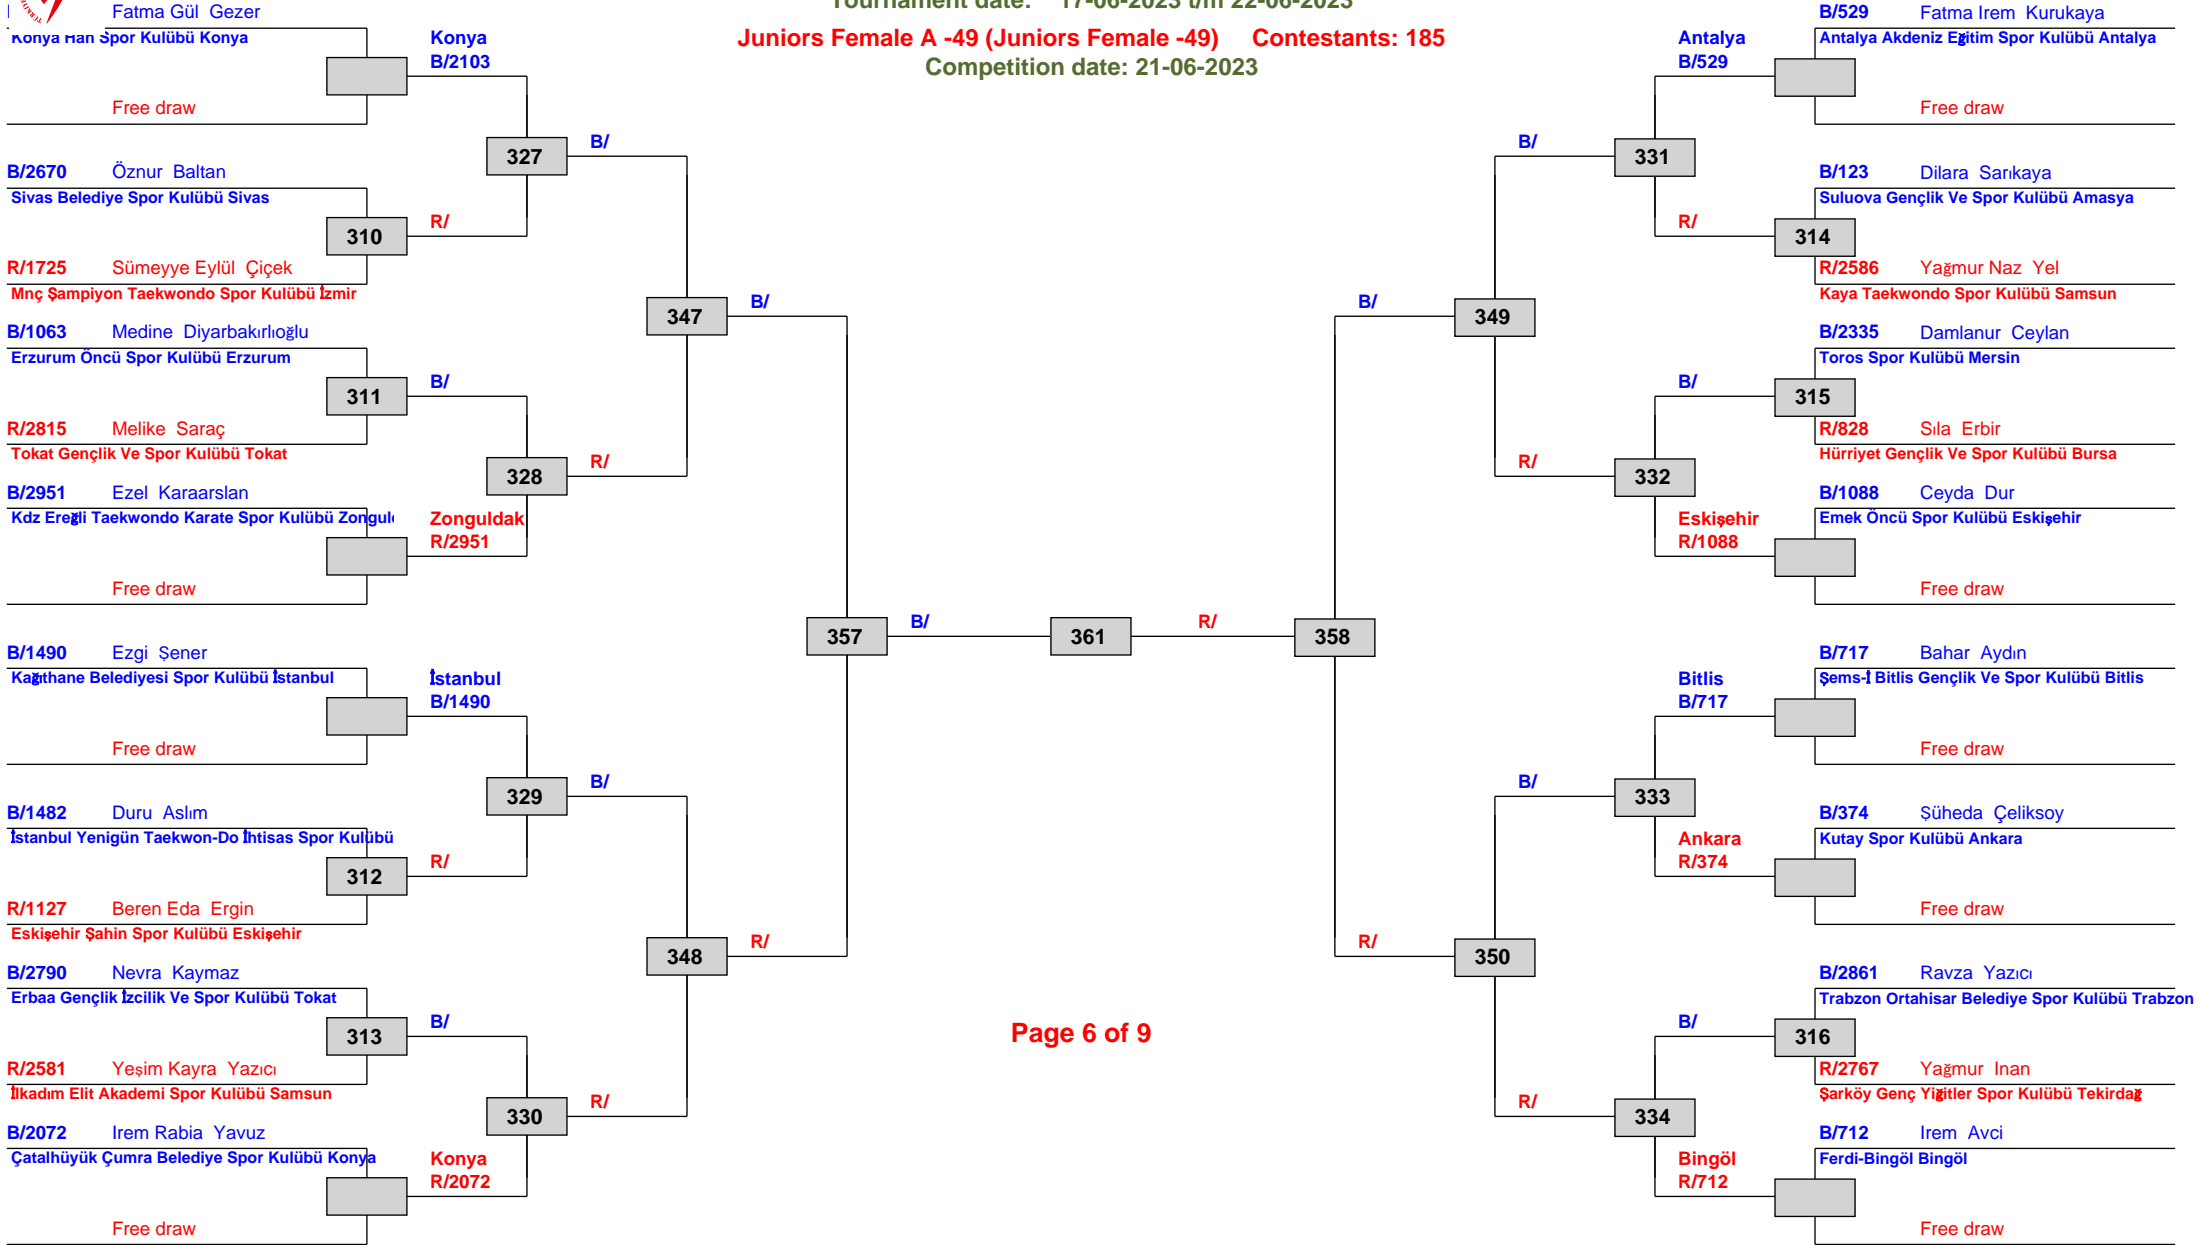 Tournament date: 17-06-2023 t/m 22-06-2023
Juniors Female A -49 (Juniors Female -49) Contestants: 185
Competition date: 21-06-2023
Fatma Gül Gezer
Konya Han Spor Kulübü Konya
Free draw
Konya
B/2103
B/2670 Öznur Baltan
Sivas Belediye Spor Kulübü Sivas
310
R/1725 Sümeyye Eylül Çiçek
Mnç Şampiyon Taekwondo Spor Kulübü İzmir
R/
327
B/
B/1063 Medine Diyarbakırlıoğlu
Erzurum Öncü Spor Kulübü Erzurum
311
R/2815 Melike Saraç
Tokat Gençlik Ve Spor Kulübü Tokat
B/
B/2951 Ezel Karaarslan
Kdz Ereğli Taekwondo Karate Spor Kulübü
Free draw
Zonguldak
R/2951
328
R/
347
B/
B/1490 Ezgi Şener
Kağıthane Belediyesi Spor Kulübü İstanbul
Free draw
İstanbul
B/1490
B/1482 Duru Aslım
İstanbul Yenigün Taekwon-Do İhtisas Spor Kulübü
312
R/1127 Beren Eda Ergin
Eskişehir Şahin Spor Kulübü Eskişehir
R/
329
B/
B/2790 Nevra Kaymaz
Erbaa Gençlik İzcilik Ve Spor Kulübü Tokat
313
R/2581 Yeşim Kayra Yazıcı
İlkadım Elit Akademi Spor Kulübü Samsun
B/
B/2072 Irem Rabia Yavuz
Çatalhüyük Çumra Belediye Spor Kulübü Konya
Free draw
Konya
R/2072
330
R/
348
R/
357
B/
361
R/
358
B/529 Fatma Irem Kurukaya
Antalya Akdeniz Eğitim Spor Kulübü Antalya
Free draw
Antalya
B/529
B/123 Dilara Sarıkaya
Suluova Gençlik Ve Spor Kulübü Amasya
314
R/2586 Yağmur Naz Yel
Kaya Taekwondo Spor Kulübü Samsun
R/
331
B/
B/2335 Damlanur Ceylan
Toros Spor Kulübü Mersin
315
R/828 Sıla Erbir
Hürriyet Gençlik Ve Spor Kulübü Bursa
B/
B/1088 Ceyda Dur
Emek Öncü Spor Kulübü Eskişehir
Free draw
Eskişehir
R/1088
332
R/
349
B/
B/717 Bahar Aydın
Şems-İ Bitlis Gençlik Ve Spor Kulübü Bitlis
Free draw
Bitlis
B/717
B/374 Şüheda Çeliksoy
Kutay Spor Kulübü Ankara
Free draw
Ankara
R/374
333
B/
B/2861 Ravza Yazıcı
Trabzon Ortahisar Belediye Spor Kulübü Trabzon
316
R/2767 Yağmur Inan
Şarköy Genç Yiğitler Spor Kulübü Tekirdağ
B/
B/712 Irem Avci
Ferdi-Bingöl Bingöl
Free draw
Bingöl
R/712
334
R/
350
R/
Page 6 of 9